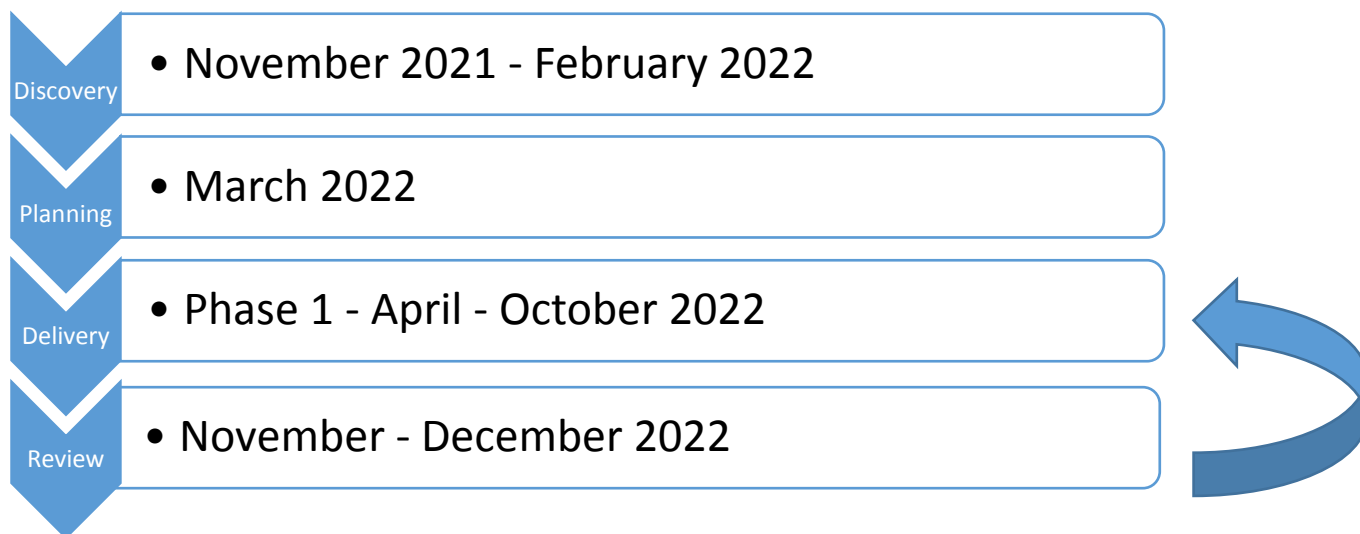 Discovery
• November 2021 - February 2022
Planning
• March 2022
Delivery
• Phase 1 - April - October 2022
Review
• November - December 2022